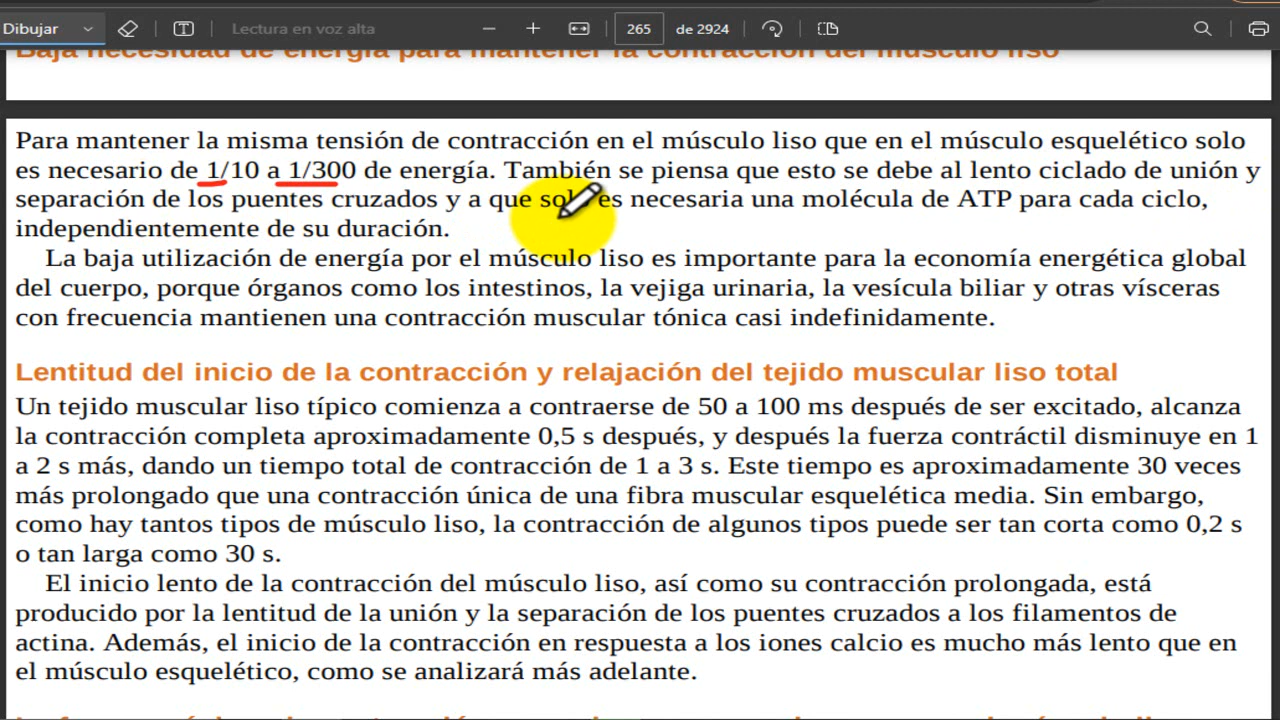 Dibujar
Lectura en voz alta
265 de 2924
Baja necesidad de energía para mantener la contracción del músculo liso
Para mantener la misma tensión de contracción en el músculo liso que en el músculo esquelético solo
es necesario de 1/10 a 1/300 de energía. También se piensa que esto se debe al lento ciclado de unión y
separación de los puentes cruzados y a que solo es necesaria una molécula de ATP para cada ciclo,
independientemente de su duración.
La baja utilización de energía por el músculo liso es importante para la economía energética global
del cuerpo, porque órganos como los intestinos, la vejiga urinaria, la vesícula biliar y otras vísceras
con frecuencia mantienen una contracción muscular tónica casi indefinidamente.
Lentitud del inicio de la contracción y relajación del tejido muscular liso total
Un tejido muscular liso típico comienza a contraerse de 50 a 100 ms después de ser excitado, alcanza
la contracción completa aproximadamente 0,5 s después, y después la fuerza contráctil disminuye en 1
a 2 s más, dando un tiempo total de contracción de 1 a 3 s. Este tiempo es aproximadamente 30 veces
más prolongado que una contracción única de una fibra muscular esquelética media. Sin embargo,
como hay tantos tipos de músculo liso, la contracción de algunos tipos puede ser tan corta como 0,2 s
o tan larga como 30 s.
El inicio lento de la contracción del músculo liso, así como su contracción prolongada, está
producido por la lentitud de la unión y la separación de los puentes cruzados a los filamentos de
actina. Además, el inicio de la contracción en respuesta a los iones calcio es mucho más lento que en
el músculo esquelético, como se analizará más adelante.